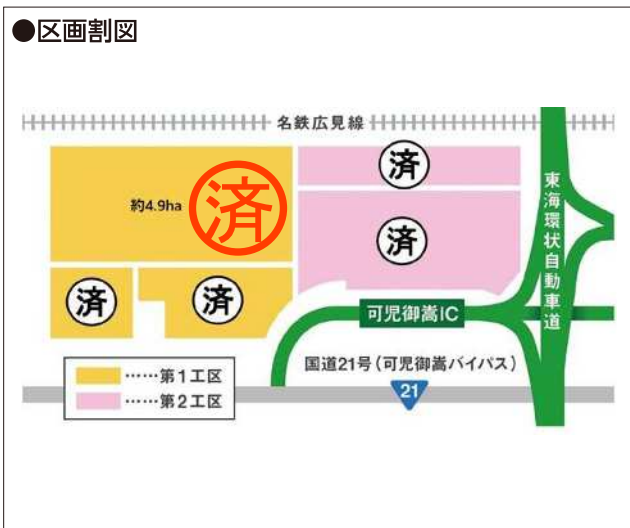 ●区画割図
名鉄広見線
約4.9ha
済
済
済
済
済
東海環状自動車道
可児御嵩IC
国道21号(可児御嵩バイパス)
21
……第1工区
……第2工区